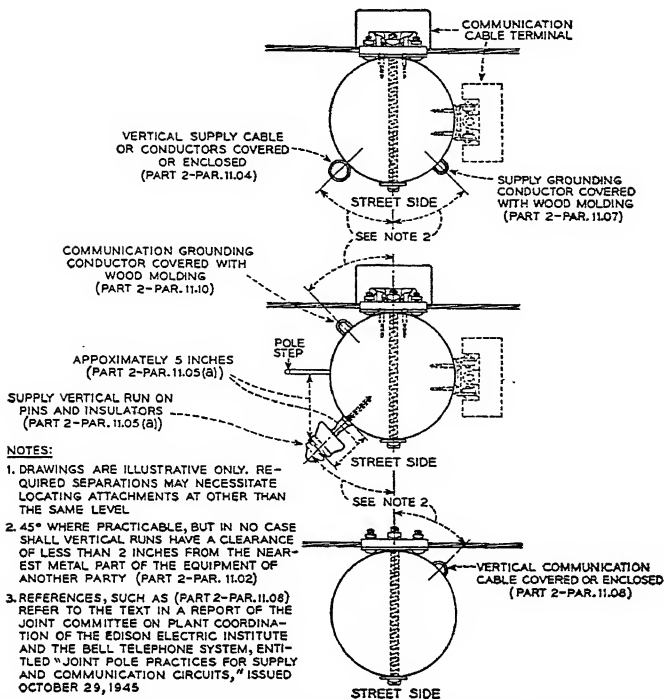 COMMUNICATION
CABLE TERMINAL
VERTICAL SUPPLY CABLE
OR CONDUCTORS COVERED
OR ENCLOSED
(PART 2-PAR.11.04)
SUPPLY GROUNDING
CONDUCTOR COVERED
WITH WOOD MOLDING
(PART 2-PAR.11.07)
STREET SIDE
SEE NOTE 2
COMMUNICATION GROUNDING
CONDUCTOR COVERED WITH
WOOD MOLDING
(PART 2-PAR. 11.10)
POLE
STEP
APPOXIMATELY 5 INCHES
(PART 2-PAR.11.05(a))
SUPPLY VERTICAL RUN ON
PINS AND INSULATORS
(PART 2-PAR.11.05(a))
STREET SIDE
SEE NOTE 2
NOTES:
1. DRAWINGS ARE ILLUSTRATIVE ONLY. RE-
QUIRED SEPARATIONS MAY NECESSITATE
LOCATING ATTACHMENTS AT OTHER THAN
THE SAME LEVEL
2. 45° WHERE PRACTICABLE, BUT IN NO CASE
SHALL VERTICAL RUNS HAVE A CLEARANCE
OF LESS THAN 2 INCHES FROM THE NEAR-
EST METAL PART OF THE EQUIPMENT OF
ANOTHER PARTY (PART 2-PAR. 11.02)
3. REFERENCES, SUCH AS (PART 2-PAR.11.08)
REFER TO THE TEXT IN A REPORT OF THE
JOINT COMMITTEE ON PLANT COORDINA-
TION OF THE EDISON ELECTRIC INSTITUTE
AND THE BELL TELEPHONE SYSTEM, ENTI-
TLED "JOINT POLE PRACTICES FOR SUPPLY
AND COMMUNICATION CIRCUITS," ISSUED
OCTOBER 29, 1945
VERTICAL COMMUNICATION
CABLE COVERED OR ENCLOSED
(PART 2-PAR.11.08)
STREET SIDE